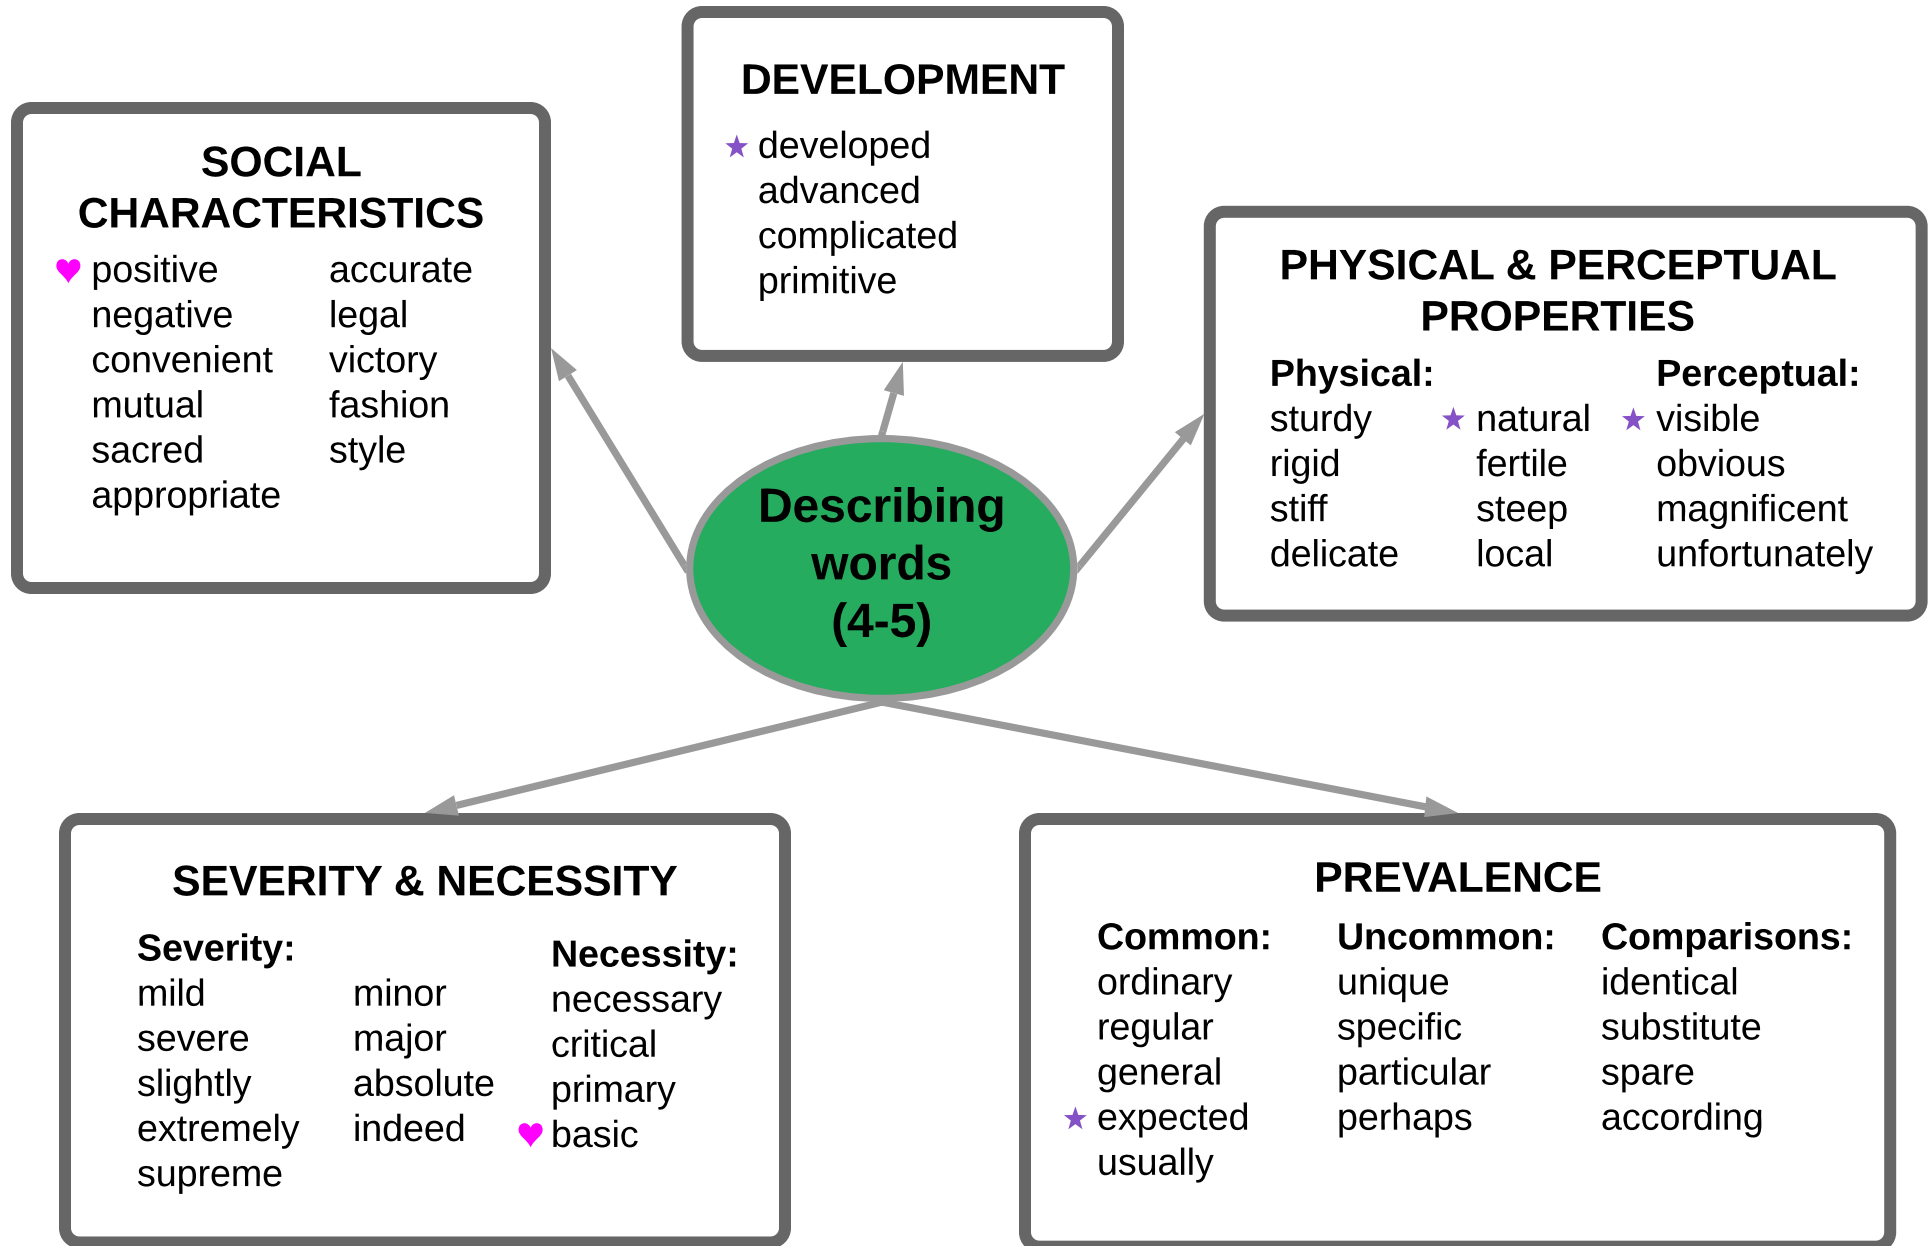 DEVELOPMENT
★ developed
advanced
complicated
primitive
SOCIAL
CHARACTERISTICS
♥ positive
negative
convenient
mutual
sacred
appropriate
accurate
legal
victory
fashion
style
PHYSICAL & PERCEPTUAL
PROPERTIES
Physical:
sturdy
rigid
stiff
delicate
★ natural
fertile
steep
local
Perceptual:
★ visible
obvious
magnificent
unfortunately
Describing
words
(4-5)
SEVERITY & NECESSITY
Severity:
mild
severe
slightly
extremely
supreme
minor
major
absolute
indeed
Necessity:
necessary
critical
primary
♥ basic
PREVALENCE
Common:
ordinary
regular
general
★ expected
usually
Uncommon:
unique
specific
particular
perhaps
Comparisons:
identical
substitute
spare
according